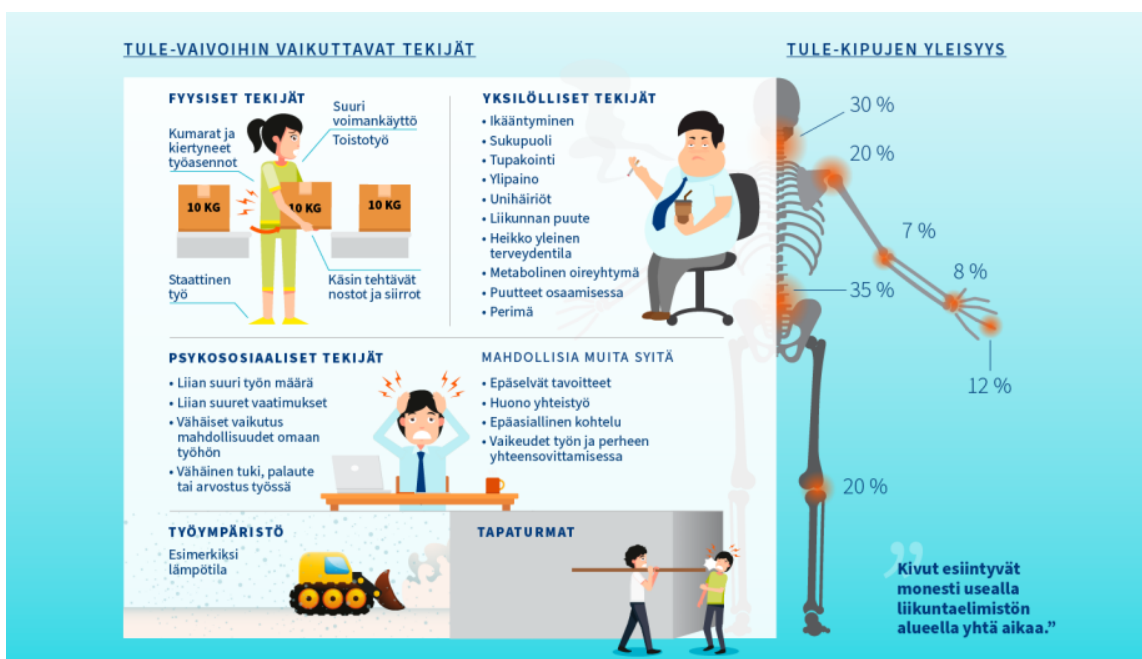 TULE-VAIVOIHIN VAIKUTTAVAT TEKIJÄT
FYYSISET TEKIJÄT
Kumarat ja
kiertyneet
työasennot
Suuri
voimankäyttö
Toistotyö
10 KG
10 KG
10 KG
Staattinen
työ
Käsin tehtävät
nostot ja siirrot
YKSILÖLLISET TEKIJÄT
• Ikääntyminen
• Sukupuoli
• Tupakointi
• Ylipaino
• Unihäiriöt
• Liikunnan puute
• Heikko yleinen
terveydentila
• Metabolinen oireyhtymä
• Puutteet osaamisessa
• Perimä
PSYKOSOSIAALISET TEKIJÄT
• Liian suuri työn määrä
• Liian suuret vaatimukset
• Vähäiset vaikutus
mahdollisuudet omaan
työhön
• Vähäinen tuki, palaute
tai arvostus työssä
MAHDOLLISIA MUITA SYITÄ
• Epäselvät tavoitteet
• Huono yhteistyö
• Epäasiallinen kohtelu
• Vaikeudet työn ja perheen
yhteensovittamisessa
TYÖYMPÄRISTÖ
Esimerkiksi
lämpötila
TAPATURMAT
TULE-KIPUJEN YLEISYYS
30 %
20 %
7 %
8 %
35 %
12 %
20 %
”
Kivut esiintyvät
monesti usealla
liikuntaelimistön
alueella yhtä aikaa.”